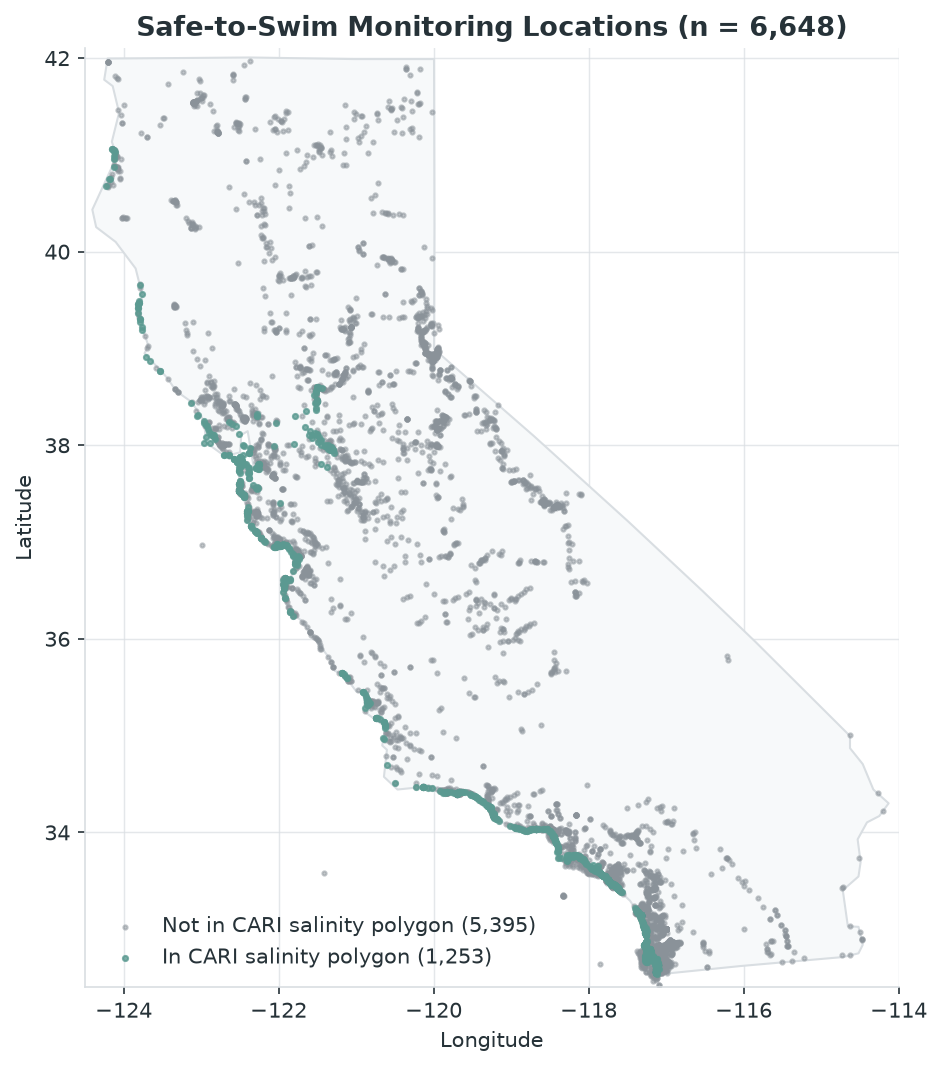 Safe-to-Swim Monitoring Locations (n = 6,648)
42
40
38
36
34
Latitude
Not in CARI salinity polygon (5,395)
In CARI salinity polygon (1,253)
−124 −122 −120 −118 −116 −114
Longitude